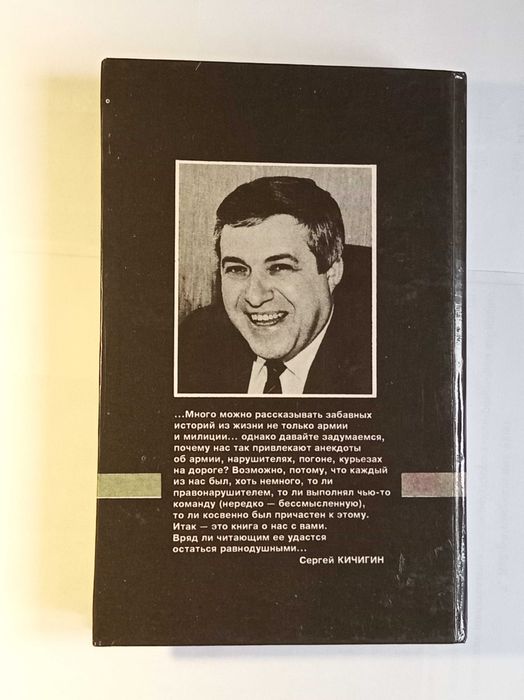 ...Много можно рассказывать забавных
историй из жизни не только армии
и милиции... однако давайте задумаемся,
почему нас так привлекают анекдоты
об армии, нарушителях, погоне, курьезах
на дороге? Возможно, потому, что каждый
из нас был, хоть немного, то ли
правонарушителем, то ли выполнял чью-то
команду (нередко — бессмысленную),
то ли косвенно был причастен к этому.
Итак — это книга о нас с вами.
Вряд ли читающим ее удастся
остаться равнодушными...
Сергей КИЧИГИН